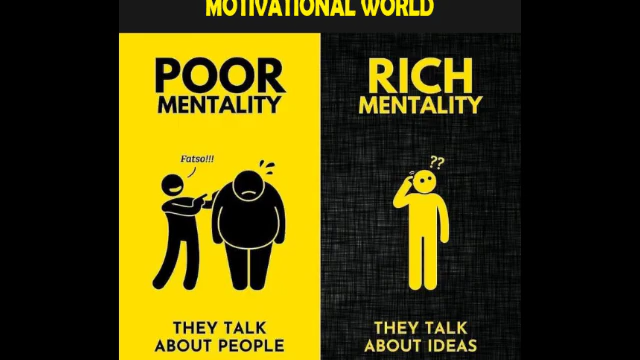 MOTIVATIONAL WORLD
POOR
MENTALITY
Fatso!!!
THEY TALK
ABOUT PEOPLE
RICH
MENTALITY
??
THEY TALK
ABOUT IDEAS